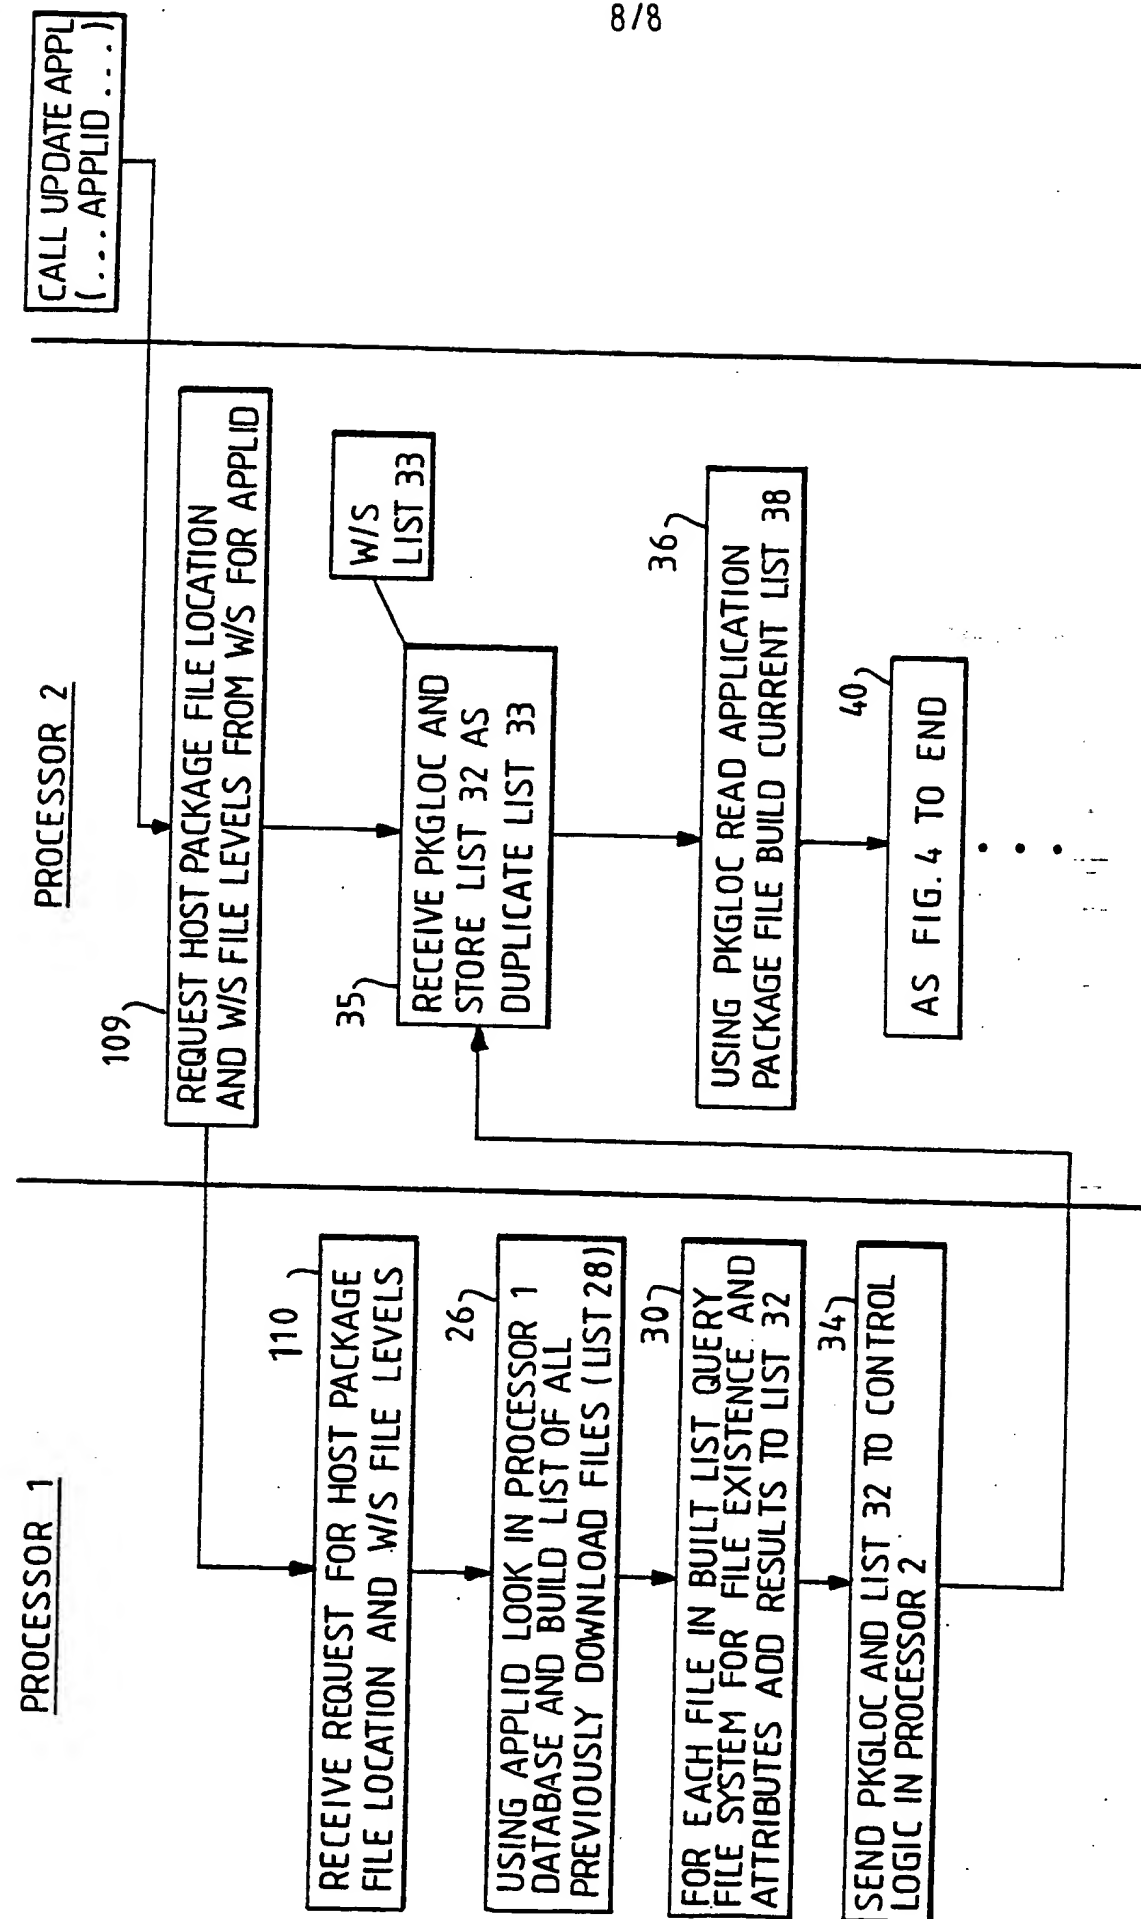 8/8
PROCESSOR 1
110
RECEIVE REQUEST FOR HOST PACKAGE
FILE LOCATION AND W/S FILE LEVELS
26
USING APPLID LOOK IN PROCESSOR 1
DATABASE AND BUILD LIST OF ALL
PREVIOUSLY DOWNLOAD FILES (LIST 28)
30
FOR EACH FILE IN BUILT LIST QUERY
FILE SYSTEM FOR FILE EXISTENCE AND
ATTRIBUTES ADD RESULTS TO LIST 32
34
SEND PKGLOC AND LIST 32 TO CONTROL
LOGIC IN PROCESSOR 2
PROCESSOR 2
109
REQUEST HOST PACKAGE FILE LOCATION
AND W/S FILE LEVELS FROM W/S FOR APPLID
35
RECEIVE PKGLOC AND
STORE LIST 32 AS
DUPLICATE LIST 33
W/S
LIST 33
36
USING PKGLOC READ APPLICATION
PACKAGE FILE BUILD CURRENT LIST 38
40
AS FIG. 4 TO END
CALL UPDATE APPL
(... APPLID ...)